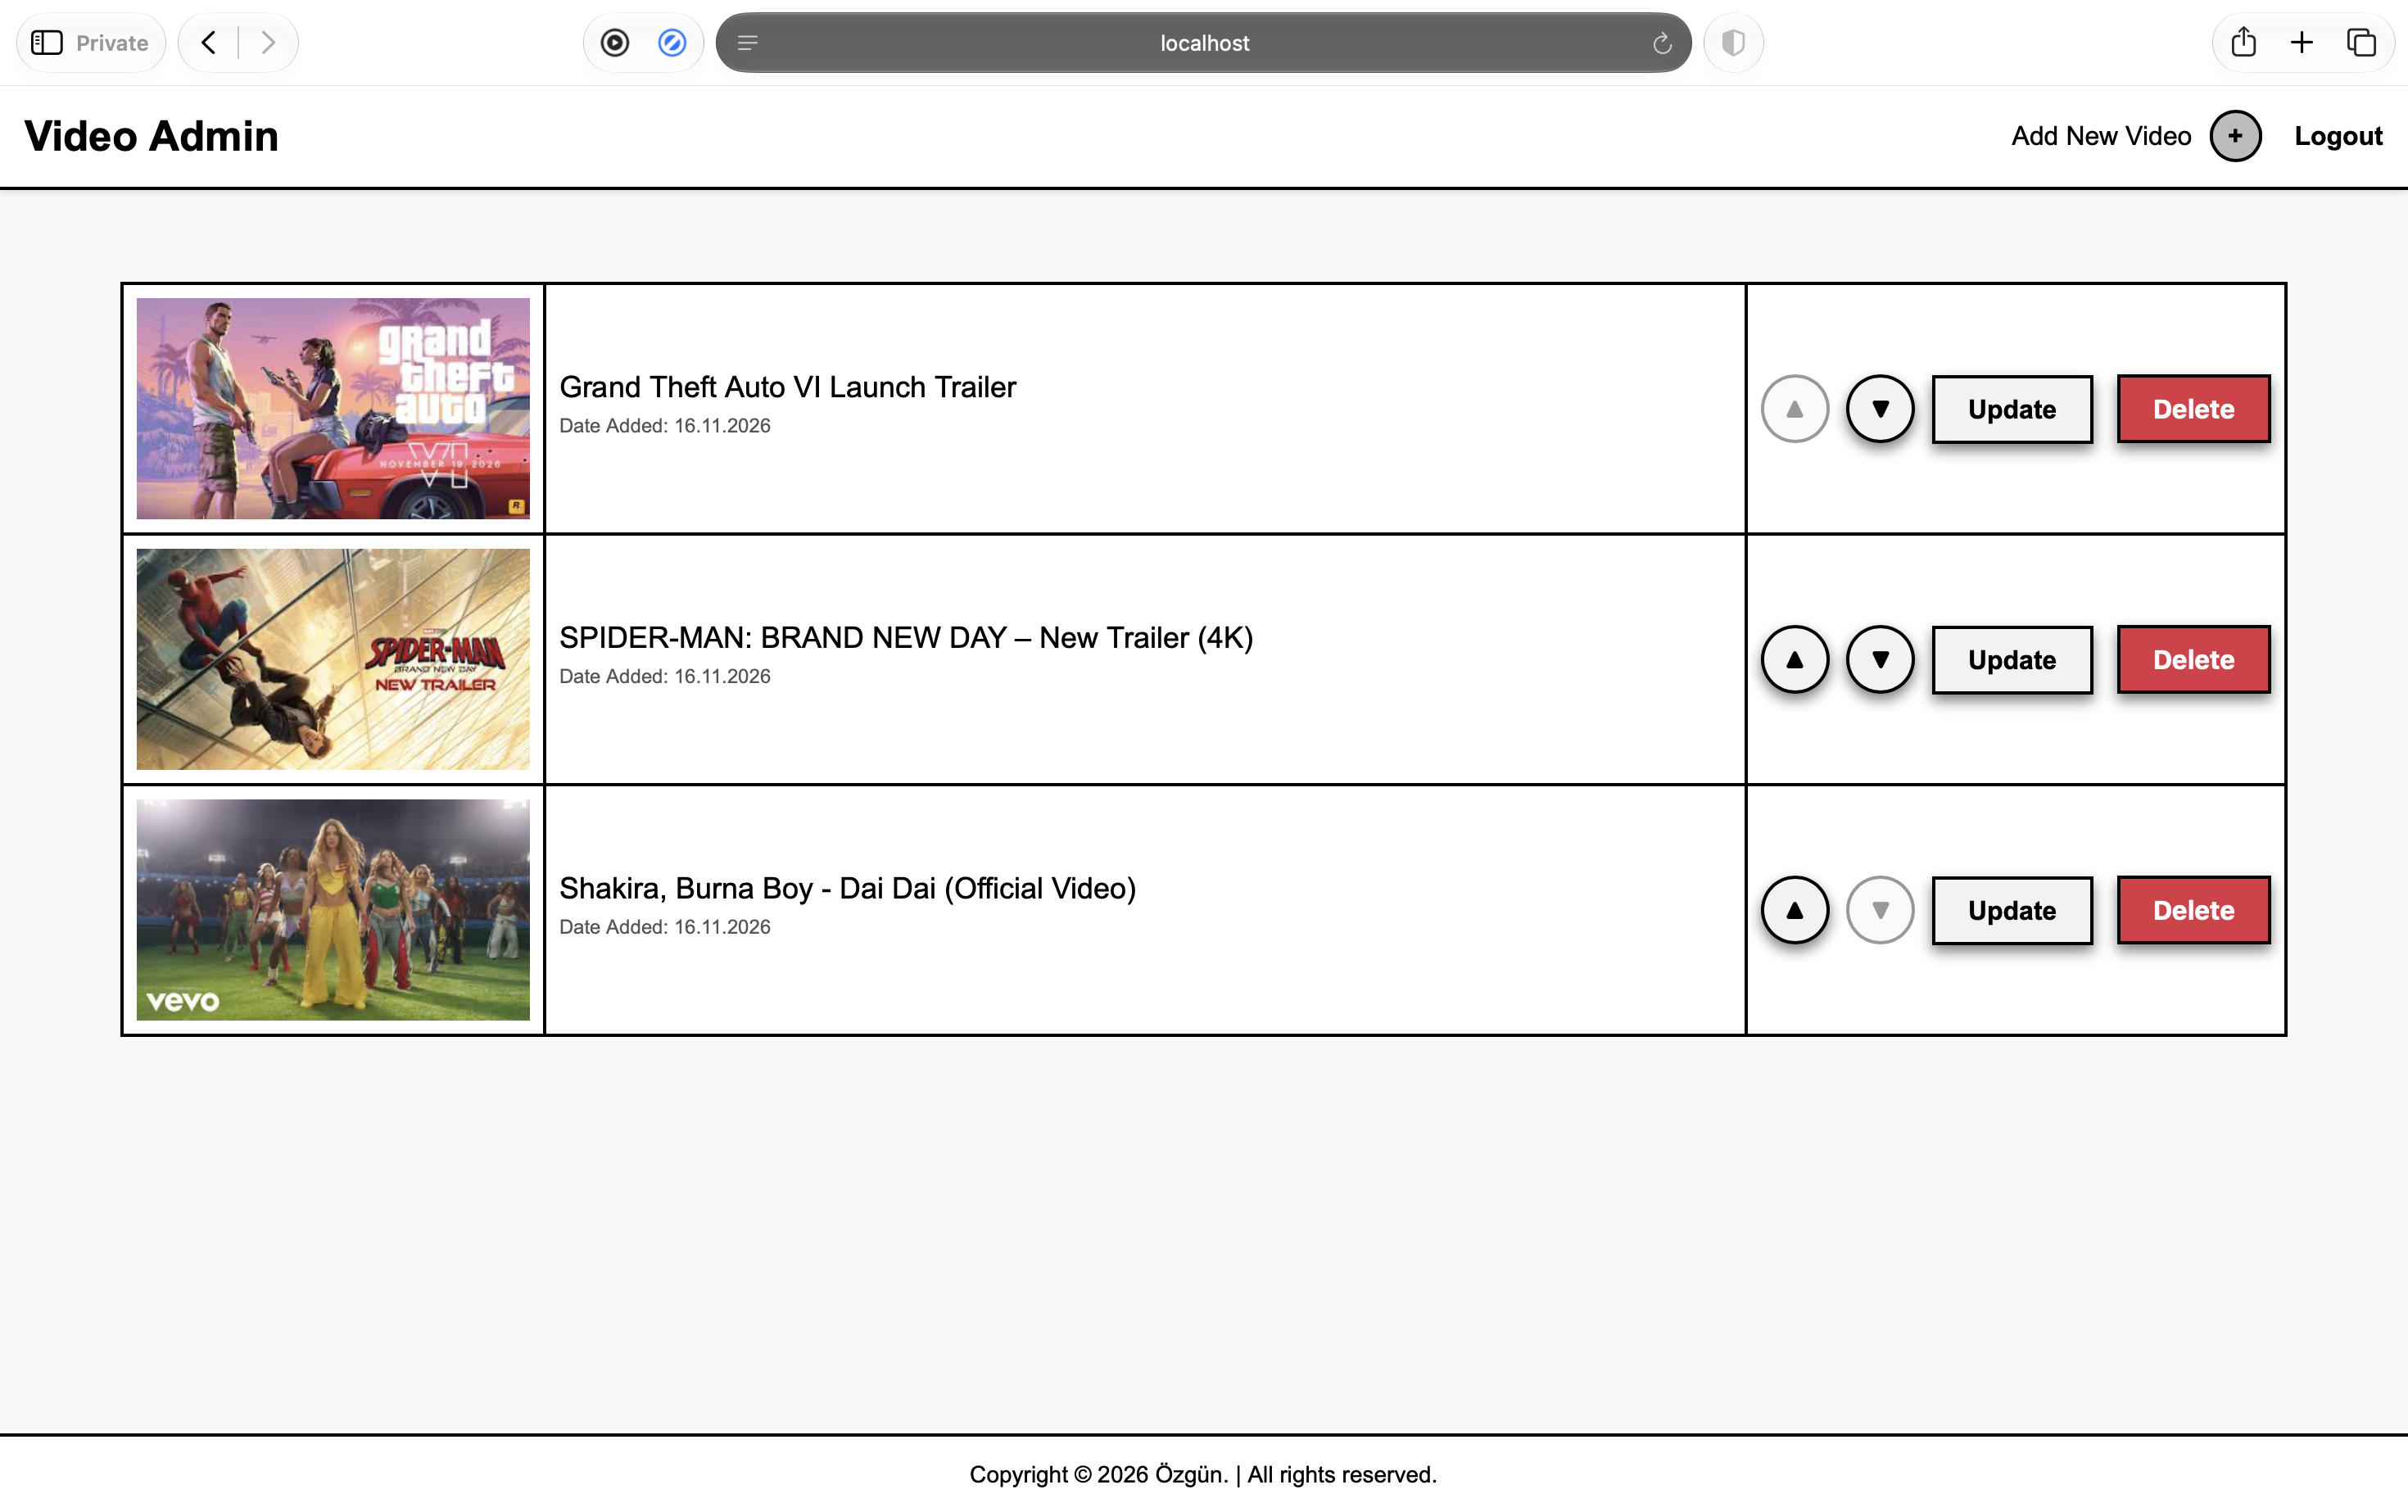 Private
localhost
Video Admin
Add New Video
+
Logout
grand
theft
auto
VI
NOVEMBER 19, 2026
R
Grand Theft Auto VI Launch Trailer
Date Added: 16.11.2026
▲
▼
Update
Delete
SPIDER-MAN
BRAND NEW DAY
NEW TRAILER
SPIDER-MAN: BRAND NEW DAY – New Trailer (4K)
Date Added: 16.11.2026
▲
▼
Update
Delete
vevo
Shakira, Burna Boy - Dai Dai (Official Video)
Date Added: 16.11.2026
▲
▼
Update
Delete
Copyright © 2026 Özgün. | All rights reserved.